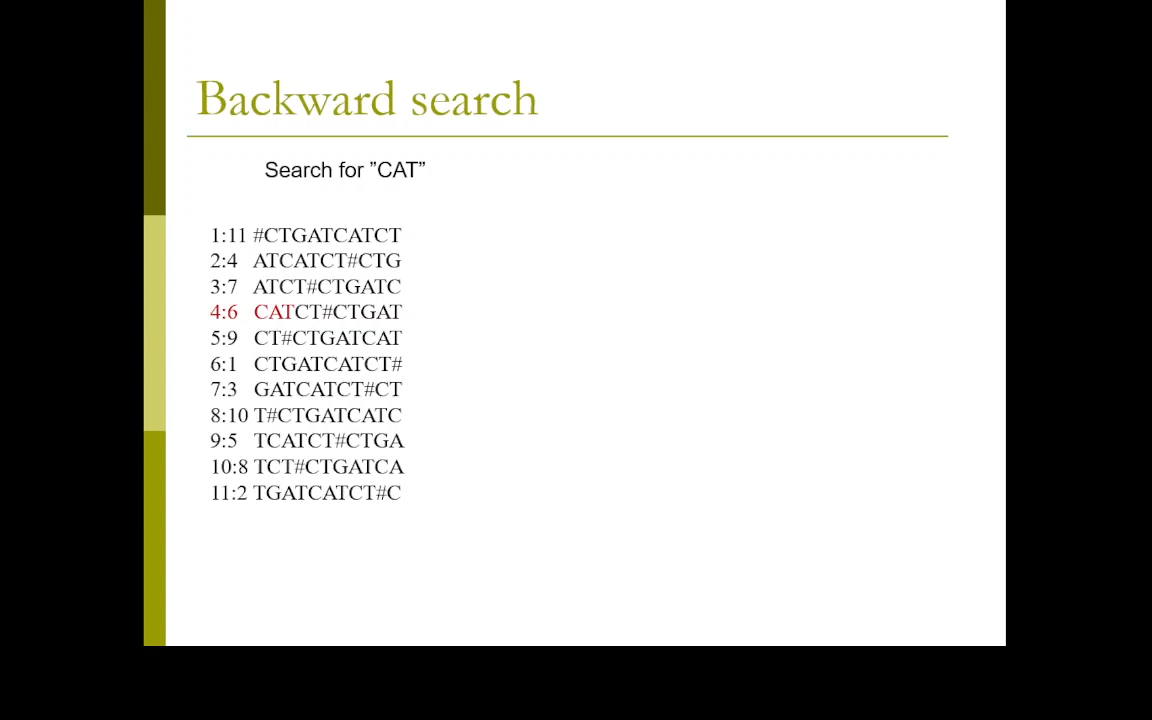 Backward search
Search for ”CAT”
1:11 #CTGATCATCT
2:4 ATCATCT#CTG
3:7 ATCT#CTGATC
4:6 CATCT#CTGAT
5:9 CT#CTGATCAT
6:1 CTGATCATCT#
7:3 GATCATCT#CT
8:10 T#CTGATCATC
9:5 TCATCT#CTGA
10:8 TCT#CTGATCA
11:2 TGATCATCT#C